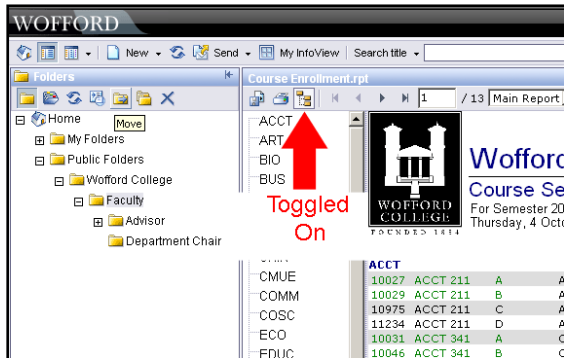 WOFFORD
New Send My InfoView Search title
Folders
Course Enrollment.rpt
1 / 13 Main Report
Home
Move
My Folders
Public Folders
Wofford College
Faculty
Advisor
Department Chair
ACCT
ART
BIO
BUS
Toggled
On
CMUE
COMM
COSC
ECO
EDUC
WOFFORD
COLLEGE
FOUNDED 1854
Wofford
Course Se
For Semester 20
Thursday, 4 Octo
ACCT
10027 ACCT 211 A A
10029 ACCT 211 B A
10975 ACCT 211 C A
11234 ACCT 211 D A
10031 ACCT 341 A C
10046 ACCT 341 B C